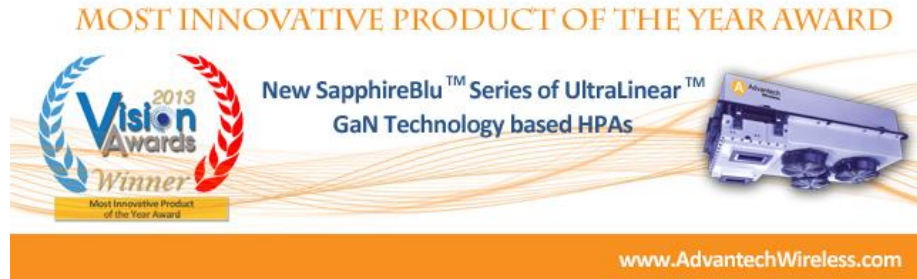 MOST INNOVATIVE PRODUCT OF THE YEAR AWARD
2013
Vision
Awards
Winner
Most Innovative Product
of the Year Award
New SapphireBlu™ Series of UltraLinear™
GaN Technology based HPAs
Advantech
Wireless
www.AdvantechWireless.com